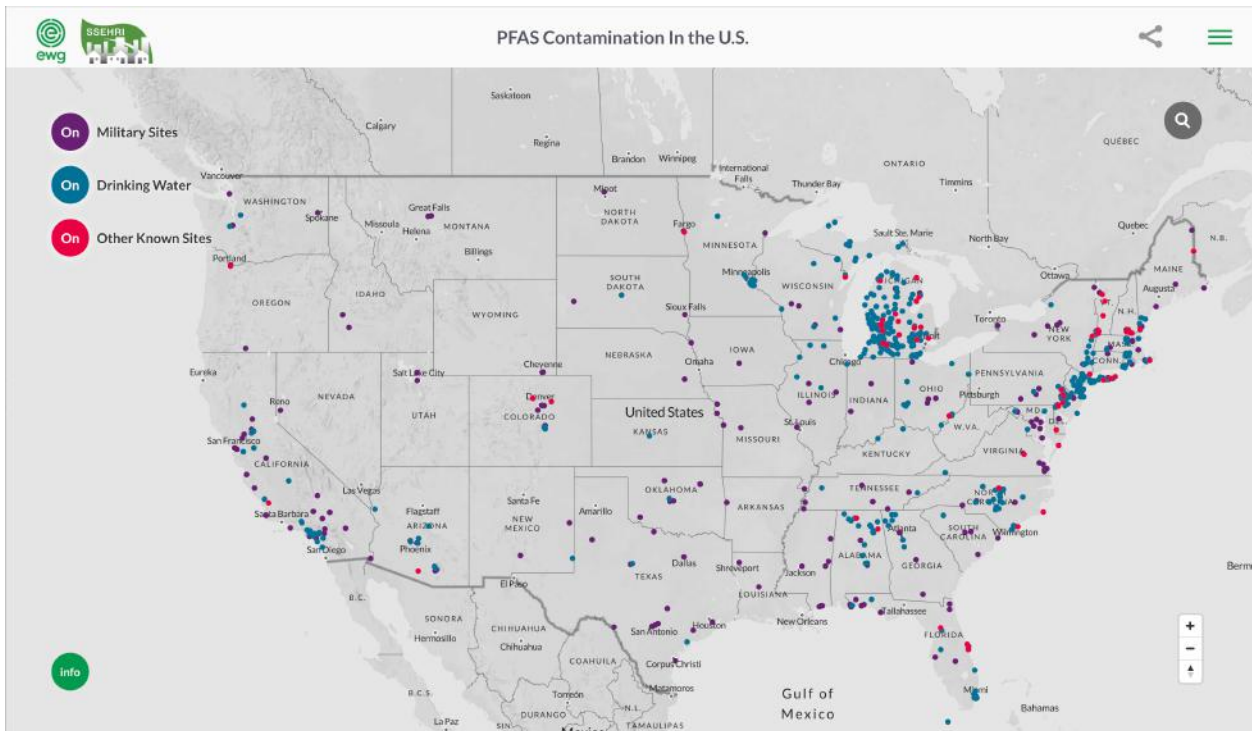 SSEHRI
ewg
PFAS Contamination In the U.S.
On Military Sites
On Drinking Water
On Other Known Sites
Saskatoon
Calgary
Regina
Brandon
Winnipeg
International
Falls
Thunder Bay
ONTARIO
Timmins
QUÉBEC
Vancouver
WASHINGTON
Spokane
Great Falls
Missoula
Helena
MONTANA
Minot
NORTH
DAKOTA
Fargo
MINNESOTA
Sault Ste. Marie
North Bay
Quebec
N.B.
Portland
Billings
Ottawa
MAINE
Augusta
OREGON
IDAHO
SOUTH
DAKOTA
Minneapolis
WISCONSIN
MICHIGAN
Toronto
VT.
N.H.
WYOMING
Sioux Falls
NEW
YORK
MASS.
CONN.
Eureka
NEBRASKA
IOWA
Omaha
Chicago
PENNSYLVANIA
Pittsburgh
Salt Lake City
Cheyenne
Reno
NEVADA
UTAH
Denver
COLORADO
United States
KANSAS
ILLINOIS
INDIANA
OHIO
MD.
DEL.
San Francisco
CALIFORNIA
MISSOURI
St. Louis
W.VA.
VIRGINIA
KENTUCKY
Las Vegas
Santa Barbara
Flagstaff
ARIZONA
Santa Fe
NEW
MEXICO
Amarillo
OKLAHOMA
ARKANSAS
TENNESSEE
NORTH
CAROLINA
San Diego
Phoenix
Atlanta
SOUTH
CAROLINA
Wilmington
ALABAMA
GEORGIA
El Paso
TEXAS
Dallas
Shreveport
Jackson
LOUISIANA
Berm
B.C.
SONORA
Hermosillo
CHIHUAHUA
Chihuahua
San Antonio
Houston
New Orleans
Tallahassee
FLORIDA
COAHUILA
Corpus Christi
info
B.C.S.
Torreón
Matamoros
N.L.
Gulf of
Mexico
Miami
Bahamas
La Paz
SIN.
DURANGO
TAMAULIPAS